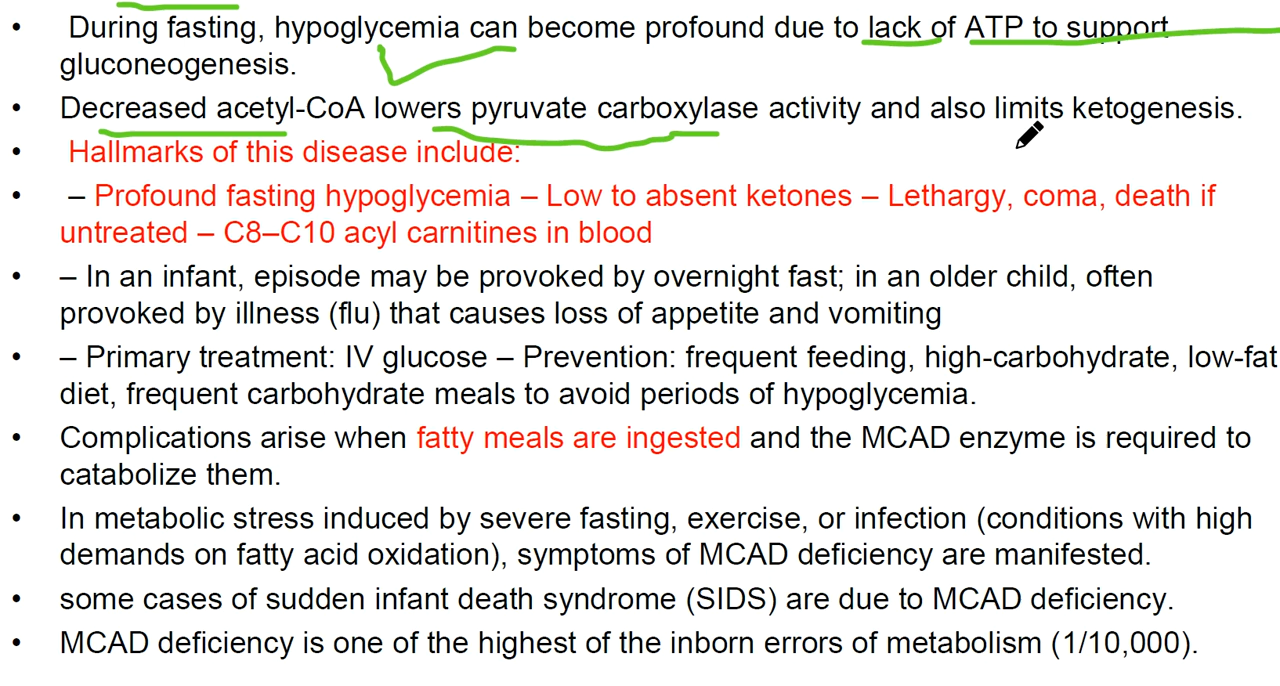 • During fasting, hypoglycemia can become profound due to lack of ATP to support
gluconeogenesis.
• Decreased acetyl-CoA lowers pyruvate carboxylase activity and also limits ketogenesis.
• Hallmarks of this disease include:
• – Profound fasting hypoglycemia – Low to absent ketones – Lethargy, coma, death if
untreated – C8–C10 acyl carnitines in blood
• – In an infant, episode may be provoked by overnight fast; in an older child, often
provoked by illness (flu) that causes loss of appetite and vomiting
• – Primary treatment: IV glucose – Prevention: frequent feeding, high-carbohydrate, low-fat
diet, frequent carbohydrate meals to avoid periods of hypoglycemia.
• Complications arise when fatty meals are ingested and the MCAD enzyme is required to
catabolize them.
• In metabolic stress induced by severe fasting, exercise, or infection (conditions with high
demands on fatty acid oxidation), symptoms of MCAD deficiency are manifested.
• some cases of sudden infant death syndrome (SIDS) are due to MCAD deficiency.
• MCAD deficiency is one of the highest of the inborn errors of metabolism (1/10,000).